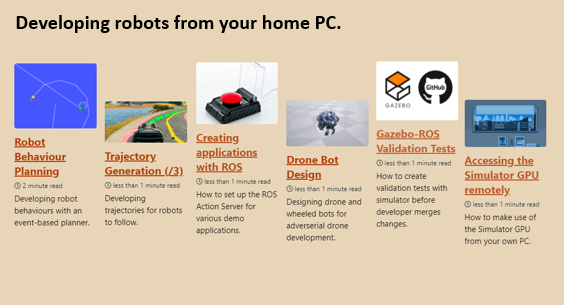 Developing robots from your home PC.
Robot
Behaviour
Planning
2 minute read
Developing robot
behaviours with an
event-based planner.
Trajectory
Generation (/3)
less than 1 minute read
Developing
trajectories for robots
to follow.
Creating
applications
with ROS
less than 1 minute read
How to set up the ROS
Action Server for
various demo
applications.
Drone Bot
Design
less than 1 minute read
Designing drone and
wheeled bots for
adverserial drone
development.
GAZEBO
GitHub
Gazebo-ROS
Validation Tests
less than 1 minute read
How to create
validation tests with
simulator before
developer merges
changes.
Accessing the
Simulator GPU
remotely
less than 1 minute read
How to make use of
the Simulator GPU
from your own PC.